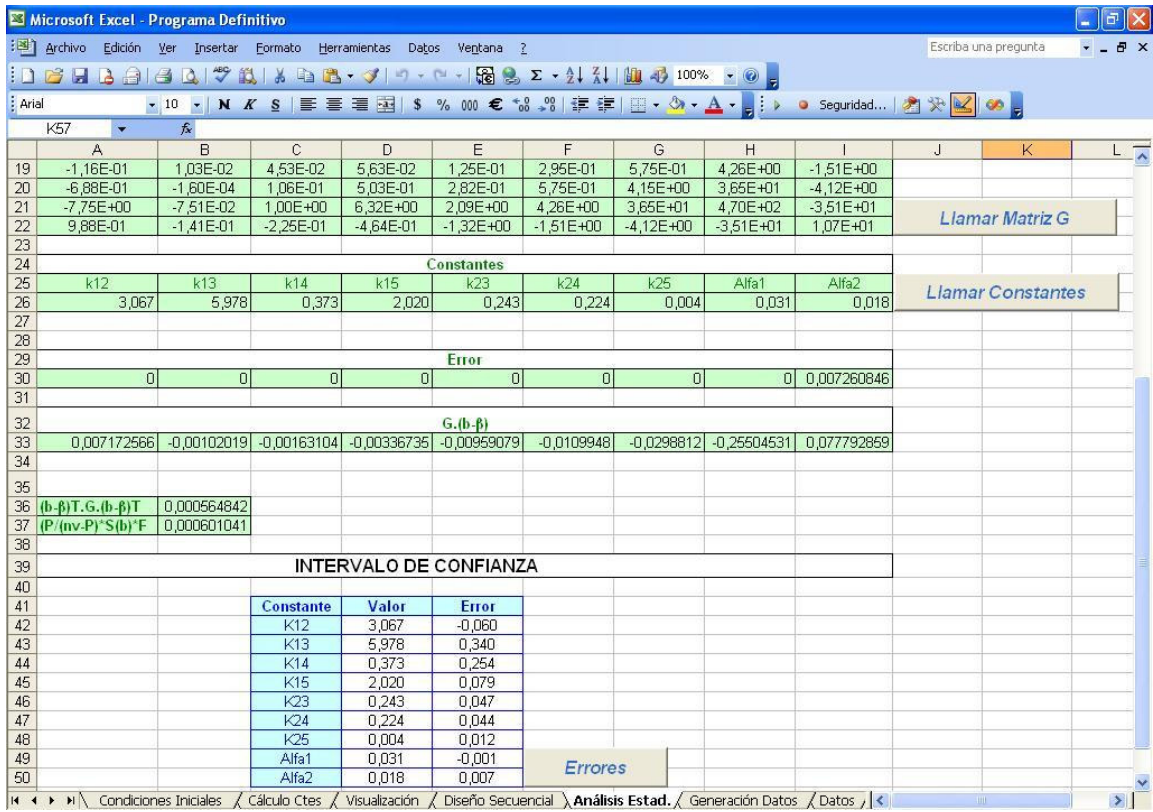 Microsoft Excel - Programa Definitivo
Archivo Edición Ver Insertar Formato Herramientas Datos Ventana ? Escriba una pregunta
100%
Arial 10 N K S $ % 000 € Seguridad...
K57 fx
A B C D E F G H I J K L
19 -1,16E-01 1,03E-02 4,53E-02 5,63E-02 1,25E-01 2,95E-01 5,75E-01 4,26E+00 -1,51E+00
20 -6,88E-01 -1,60E-04 1,06E-01 5,03E-01 2,82E-01 5,75E-01 4,15E+00 3,65E+01 -4,12E+00
21 -7,75E+00 -7,51E-02 1,00E+00 6,32E+00 2,09E+00 4,26E+00 3,65E+01 4,70E+02 -3,51E+01
22 9,88E-01 -1,41E-01 -2,25E-01 -4,64E-01 -1,32E+00 -1,51E+00 -4,12E+00 -3,51E+01 1,07E+01
Llamar Matriz G
23
24 Constantes
25 k12 k13 k14 k15 k23 k24 k25 Alfa1 Alfa2
26 3,067 5,978 0,373 2,020 0,243 0,224 0,004 0,031 0,018
Llamar Constantes
27
28
29 Error
30 0 0 0 0 0 0 0 0 0,007260846
31
32 G.(b-β)
33 0,007172566 -0,00102019 -0,00163104 -0,00336735 -0,00959079 -0,0109948 -0,0298812 -0,25504531 0,077792859
34
35
36 (b-β)T.G.(b-β)T 0,000564842
37 (P/(nv-P)*S(b)*F 0,000601041
38
39 INTERVALO DE CONFIANZA
40
41 Constante Valor Error
42 K12 3,067 -0,060
43 K13 5,978 0,340
44 K14 0,373 0,254
45 K15 2,020 0,079
46 K23 0,243 0,047
47 K24 0,224 0,044
48 K25 0,004 0,012
49 Alfa1 0,031 -0,001
50 Alfa2 0,018 0,007
Errores
Condiciones Iniciales / Cálculo Ctes / Visualización / Diseño Secuencial \ Análisis Estad. / Generación Datos / Datos /